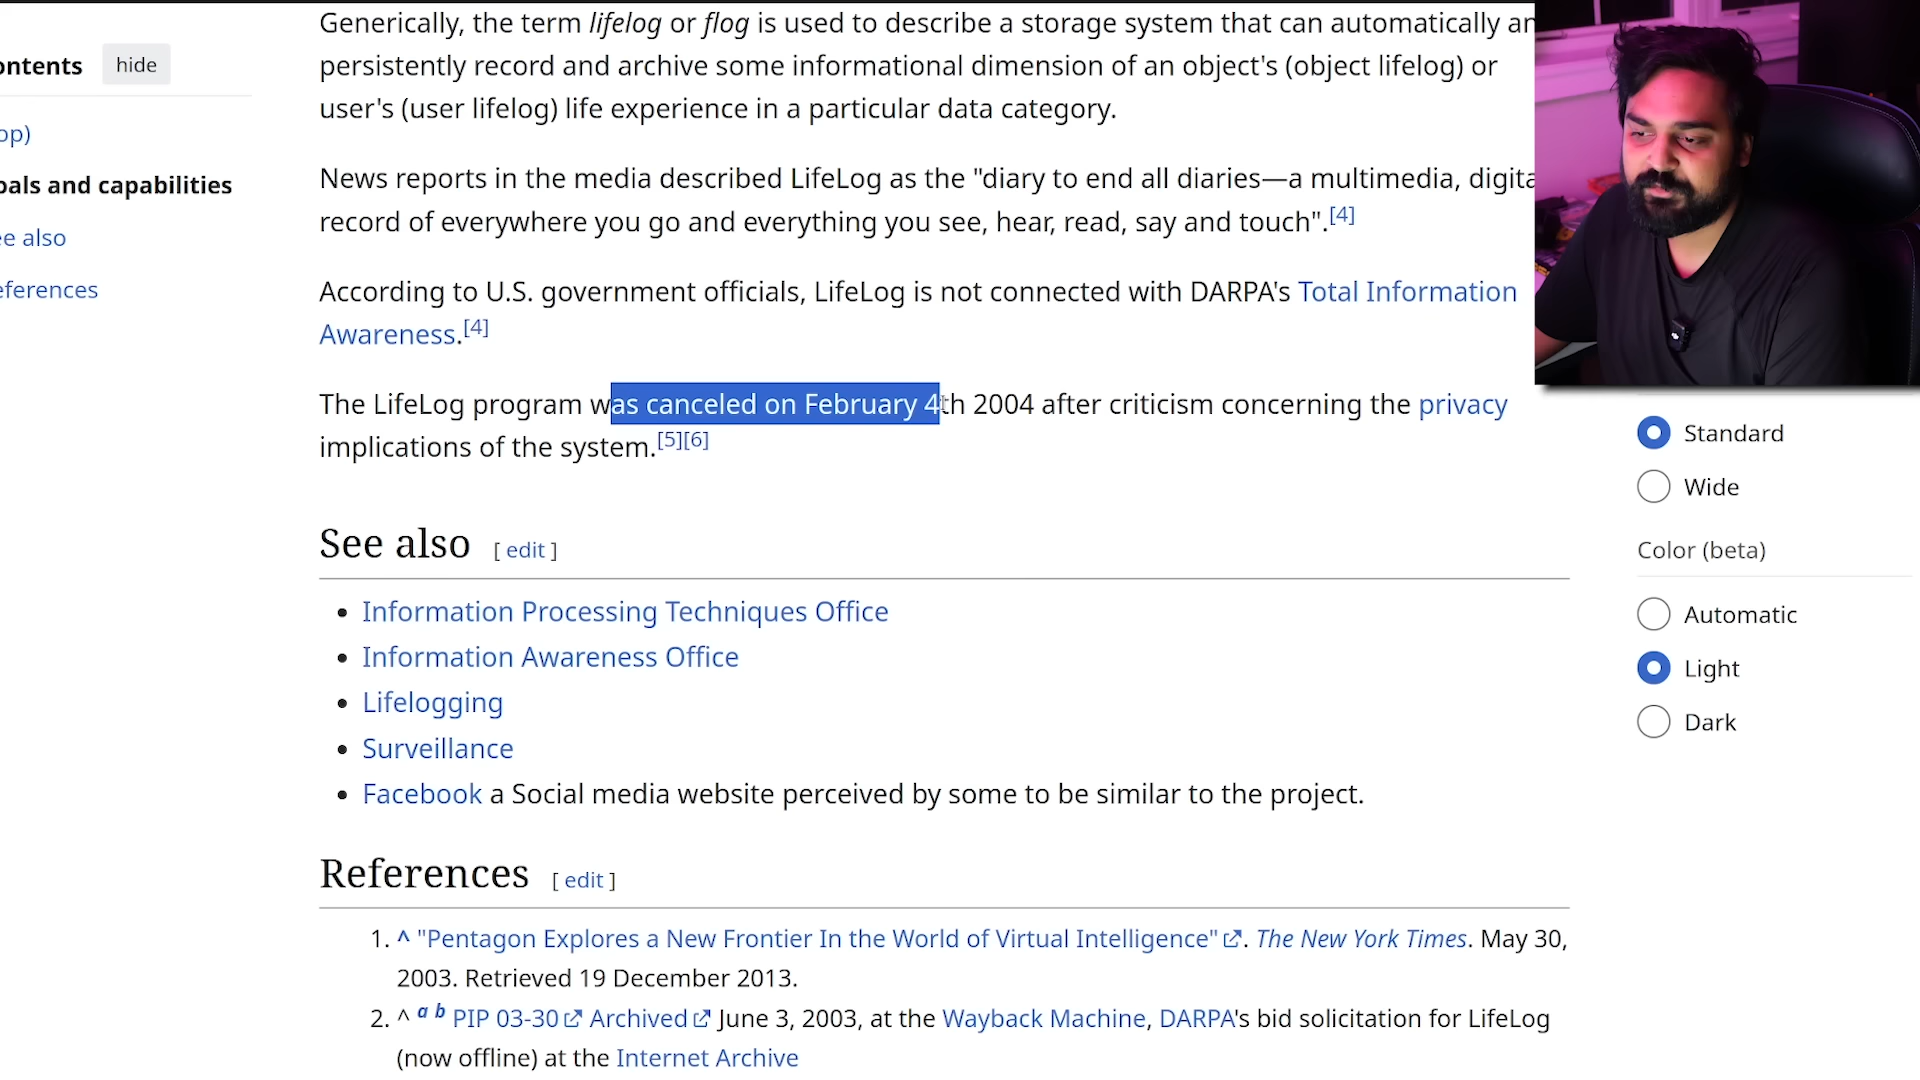 Generically, the term lifelog or flog is used to describe a storage system that can automatically an
persistently record and archive some informational dimension of an object's (object lifelog) or
user's (user lifelog) life experience in a particular data category.
ontents hide
op)
News reports in the media described LifeLog as the "diary to end all diaries—a multimedia, digita
record of everywhere you go and everything you see, hear, read, say and touch".[4]
oals and capabilities
ee also
eferences
According to U.S. government officials, LifeLog is not connected with DARPA's Total Information
Awareness.[4]
The LifeLog program was canceled on February 4th 2004 after criticism concerning the privacy
implications of the system.[5][6]
Standard
Wide
Color (beta)
Automatic
Light
Dark
See also [ edit ]
• Information Processing Techniques Office
• Information Awareness Office
• Lifelogging
• Surveillance
• Facebook a Social media website perceived by some to be similar to the project.
References [ edit ]
1. ^ "Pentagon Explores a New Frontier In the World of Virtual Intelligence". The New York Times. May 30,
2003. Retrieved 19 December 2013.
2. ^ a b PIP 03-30 Archived June 3, 2003, at the Wayback Machine, DARPA's bid solicitation for LifeLog
(now offline) at the Internet Archive